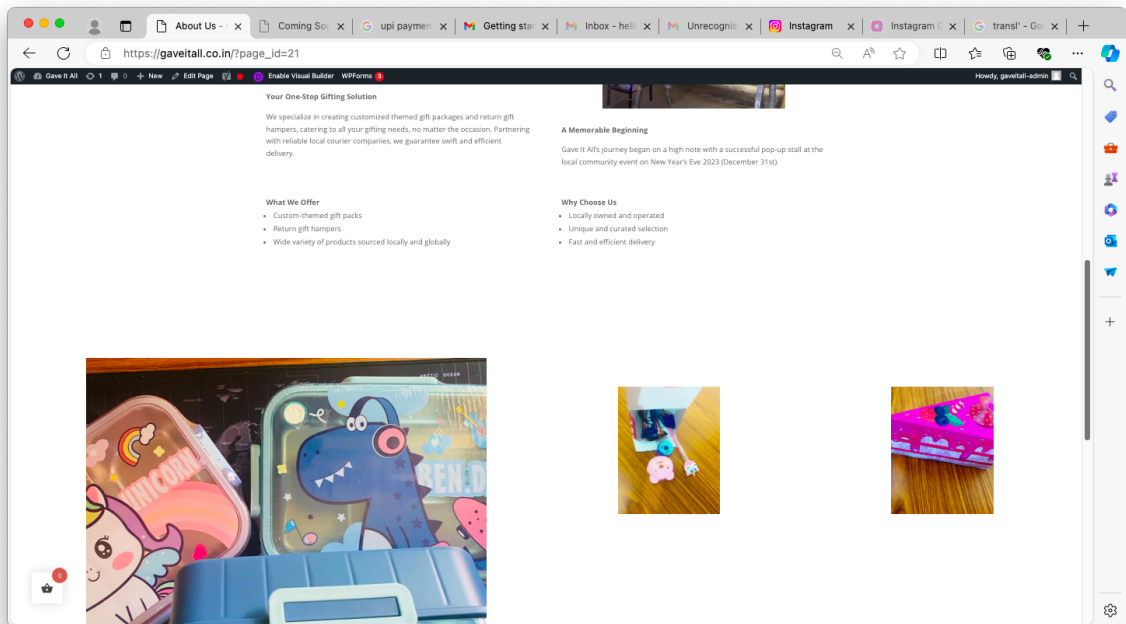 About Us -
Coming Soo
upi paymen
Getting sta
Inbox - hell
Unrecognis
Instagram
Instagram D
transl' - Go
https://gaveitall.co.in/?page_id=21
Gave It All
1
0
New
Edit Page
Enable Visual Builder
WPForms 3
Howdy, gaveitall-admin
Your One-Stop Gifting Solution
We specialize in creating customized themed gift packages and return gift
hampers, catering to all your gifting needs, no matter the occasion. Partnering
with reliable local courier companies, we guarantee swift and efficient
delivery.
A Memorable Beginning
Gave It All's journey began on a high note with a successful pop-up stall at the
local community event on New Year's Eve 2023 (December 31st).
What We Offer
• Custom-themed gift packs
• Return gift hampers
• Wide variety of products sourced locally and globally
Why Choose Us
• Locally owned and operated
• Unique and curated selection
• Fast and efficient delivery
ARCTIC OCEAN
UNICORN
BEN.D
0